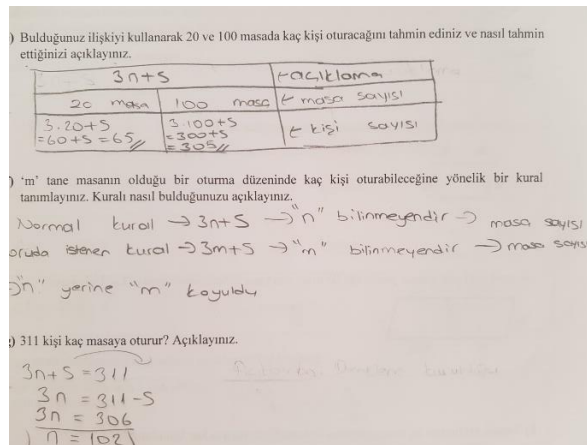 ) Bulduğunuz ilişkiyi kullanarak 20 ve 100 masada kaç kişi oturacağını tahmin ediniz ve nasıl tahmin
ettiğinizi açıklayınız.
3n+5 ←açıklama
20 masa 100 masa ← masa sayısı
3.20+5 3.100+5 ← kişi sayısı
=60+5=65// =300+5
=305//
) 'm' tane masanın olduğu bir oturma düzeninde kaç kişi oturabileceğine yönelik bir kural
tanımlayınız. Kuralı nasıl bulduğunuzu açıklayınız.
Normal kural → 3n+5 → "n" bilinmeyendir → masa sayısı
oruda istenen kural → 3m+5 → "m" bilinmeyendir → masa sayısı
→"n" yerine "m" koyuldu
:) 311 kişi kaç masaya oturur? Açıklayınız.
3n+5=311
3n = 311-5
3n = 306
n = 102